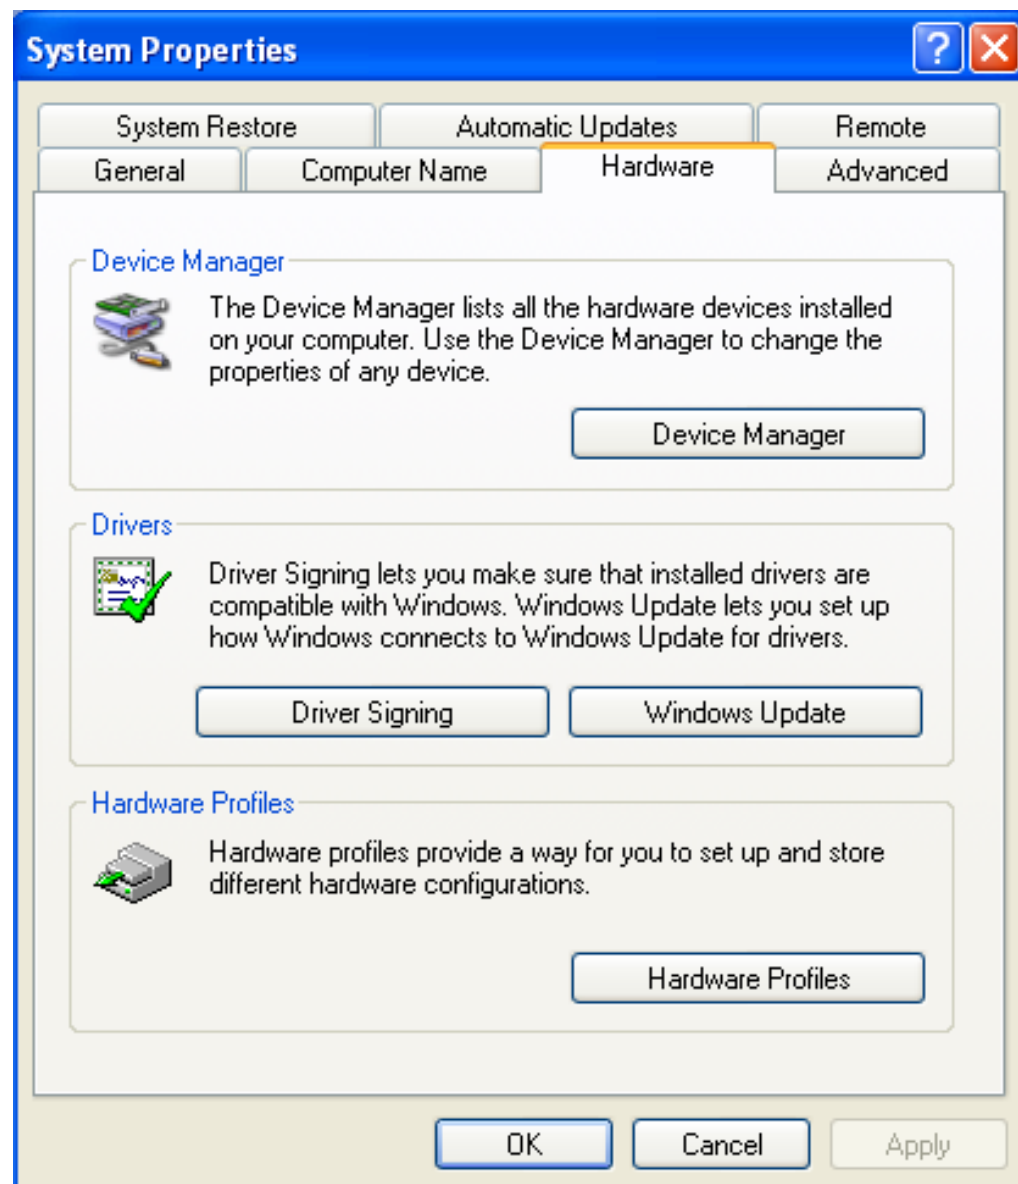 System Properties
System Restore Automatic Updates Remote
General Computer Name Hardware Advanced
Device Manager
The Device Manager lists all the hardware devices installed
on your computer. Use the Device Manager to change the
properties of any device.
Device Manager
Drivers
Driver Signing lets you make sure that installed drivers are
compatible with Windows. Windows Update lets you set up
how Windows connects to Windows Update for drivers.
Driver Signing Windows Update
Hardware Profiles
Hardware profiles provide a way for you to set up and store
different hardware configurations.
Hardware Profiles
OK Cancel Apply